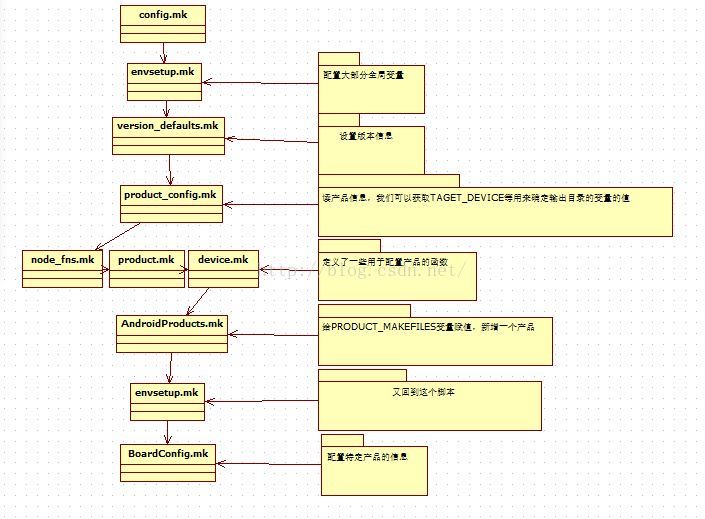 config.mk
envsetup.mk
配置大部分全局变量
version_defaults.mk
设置版本信息
product_config.mk
读产品信息，我们可以获取TAGET_DEVICE等用来确定输出目录的变量的值
node_fns.mk
product.mk
device.mk
定义了一些用于配置产品的函数
http://blog.csdn.net/
AndroidProducts.mk
给PRODUCT_MAKEFILES变量赋值，新增一个产品
envsetup.mk
又回到这个脚本
BoardConfig.mk
配置特定产品的信息